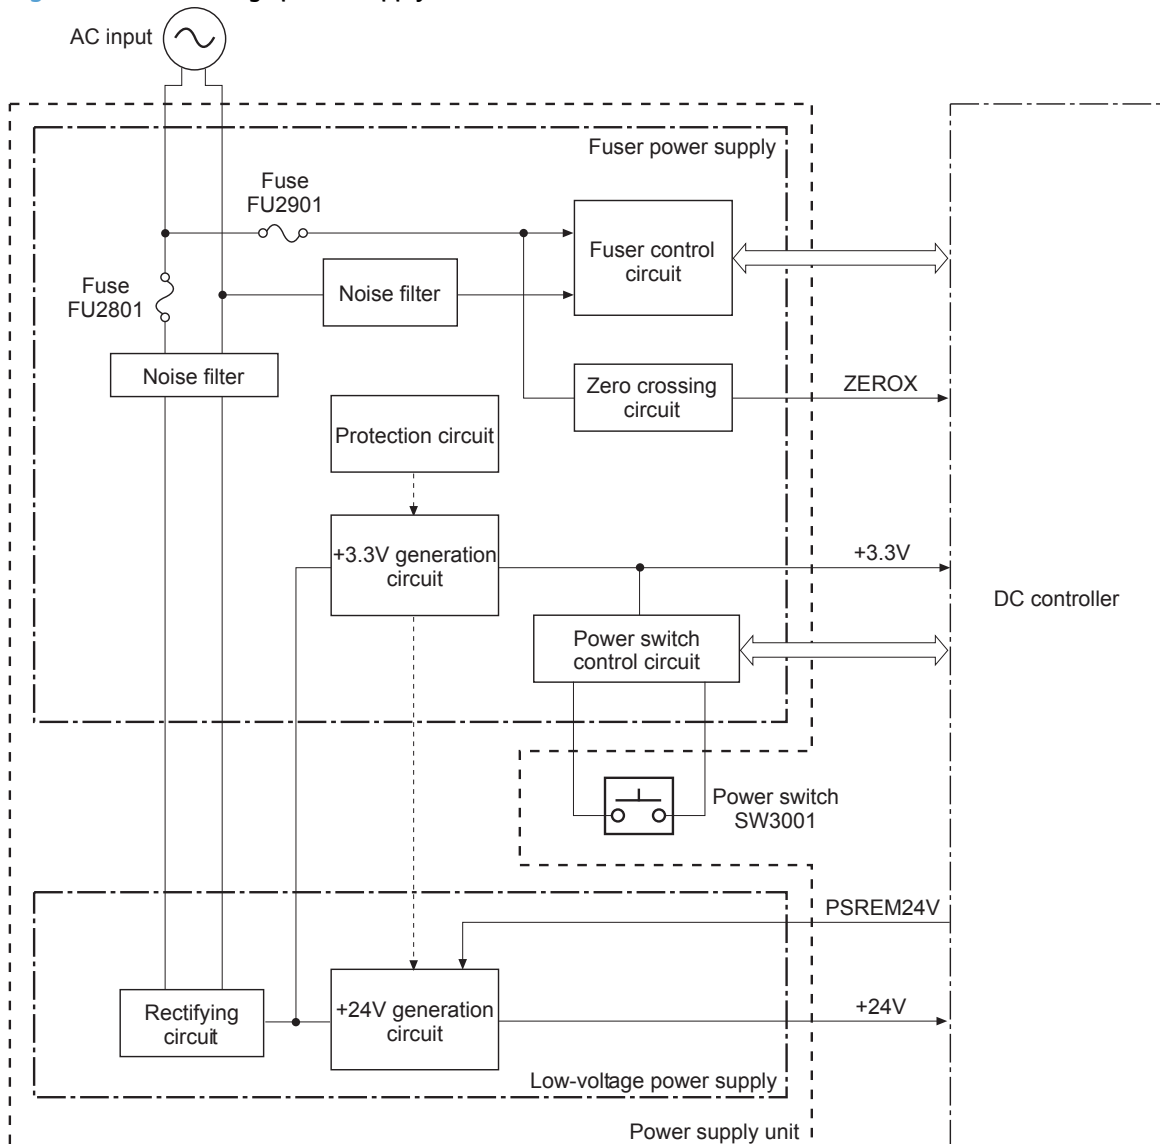 AC input
Fuser power supply
Fuse
FU2901
Fuser control
circuit
Fuse
FU2801
Noise filter
Noise filter
Zero crossing
circuit
ZEROX
Protection circuit
+3.3V generation
circuit
+3.3V
DC controller
Power switch
control circuit
Power switch
SW3001
PSREM24V
Rectifying
circuit
+24V generation
circuit
+24V
Low-voltage power supply
Power supply unit